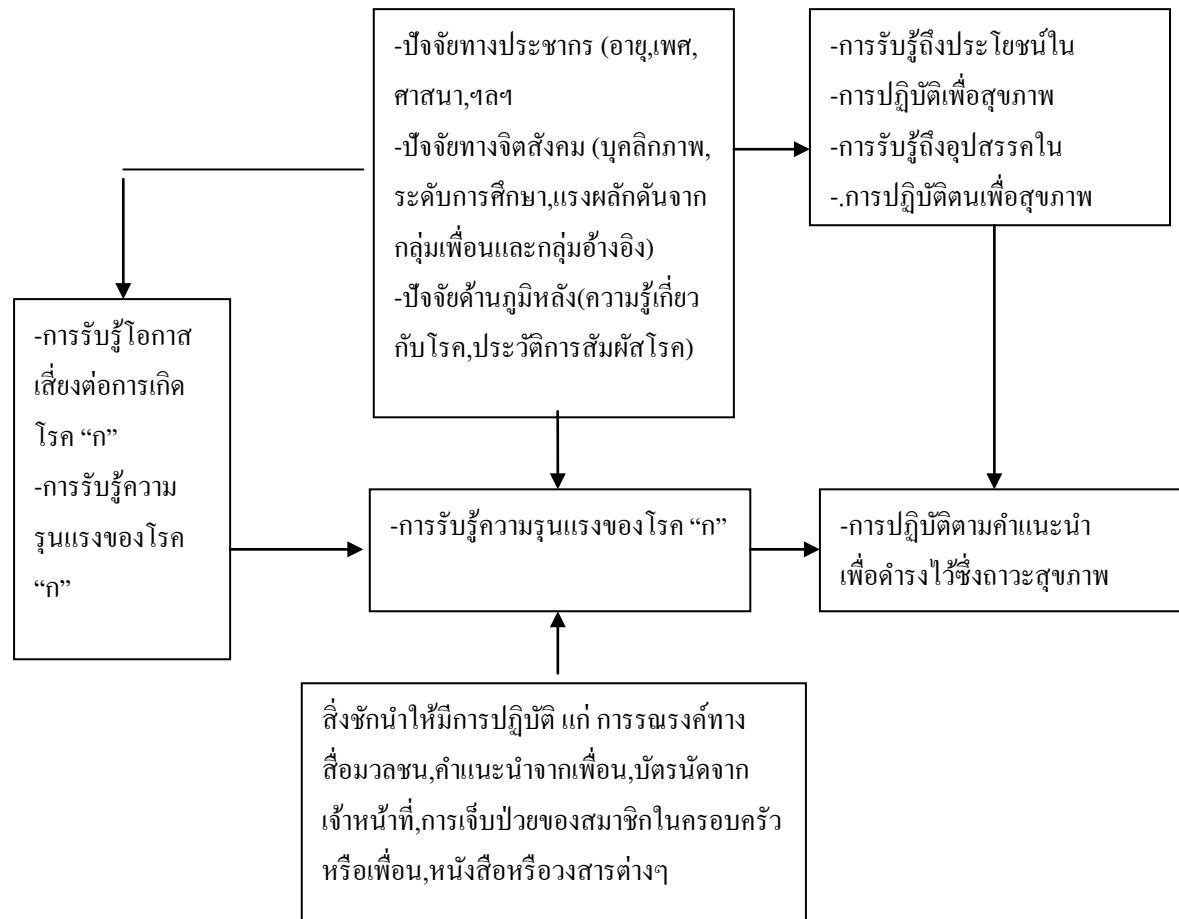 -ปัจจัยทางประชากร (อายุ,เพศ,
ศาสนา,ฯลฯ
-ปัจจัยทางจิตสังคม (บุคลิกภาพ,
ระดับการศึกษา,แรงผลักดันจาก
กลุ่มเพื่อนและกลุ่มอ้างอิง)
-ปัจจัยด้านภูมิหลัง(ความรู้เกี่ยว
กับโรค,ประวัติการสัมผัสโรค)
-การรับรู้ถึงประโยชน์ใน
-การปฏิบัติเพื่อสุขภาพ
-การรับรู้ถึงอุปสรรคใน
-.การปฏิบัติตนเพื่อสุขภาพ
-การรับรู้โอกาส
เสี่ยงต่อการเกิด
โรค “ก”
-การรับรู้ความ
รุนแรงของโรค
“ก”
-การรับรู้ความรุนแรงของโรค “ก”
-การปฏิบัติตามคำแนะนำ
เพื่อดำรงไว้ซึ่งถาวะสุขภาพ
สิ่งชักนำให้มีการปฏิบัติ แก่ การรณรงค์ทาง
สื่อมวลชน,คำแนะนำจากเพื่อน,บัตรนัดจาก
เจ้าหน้าที่,การเจ็บป่วยของสมาชิกในครอบครัว
หรือเพื่อน,หนังสือหรือวงสารต่างๆ